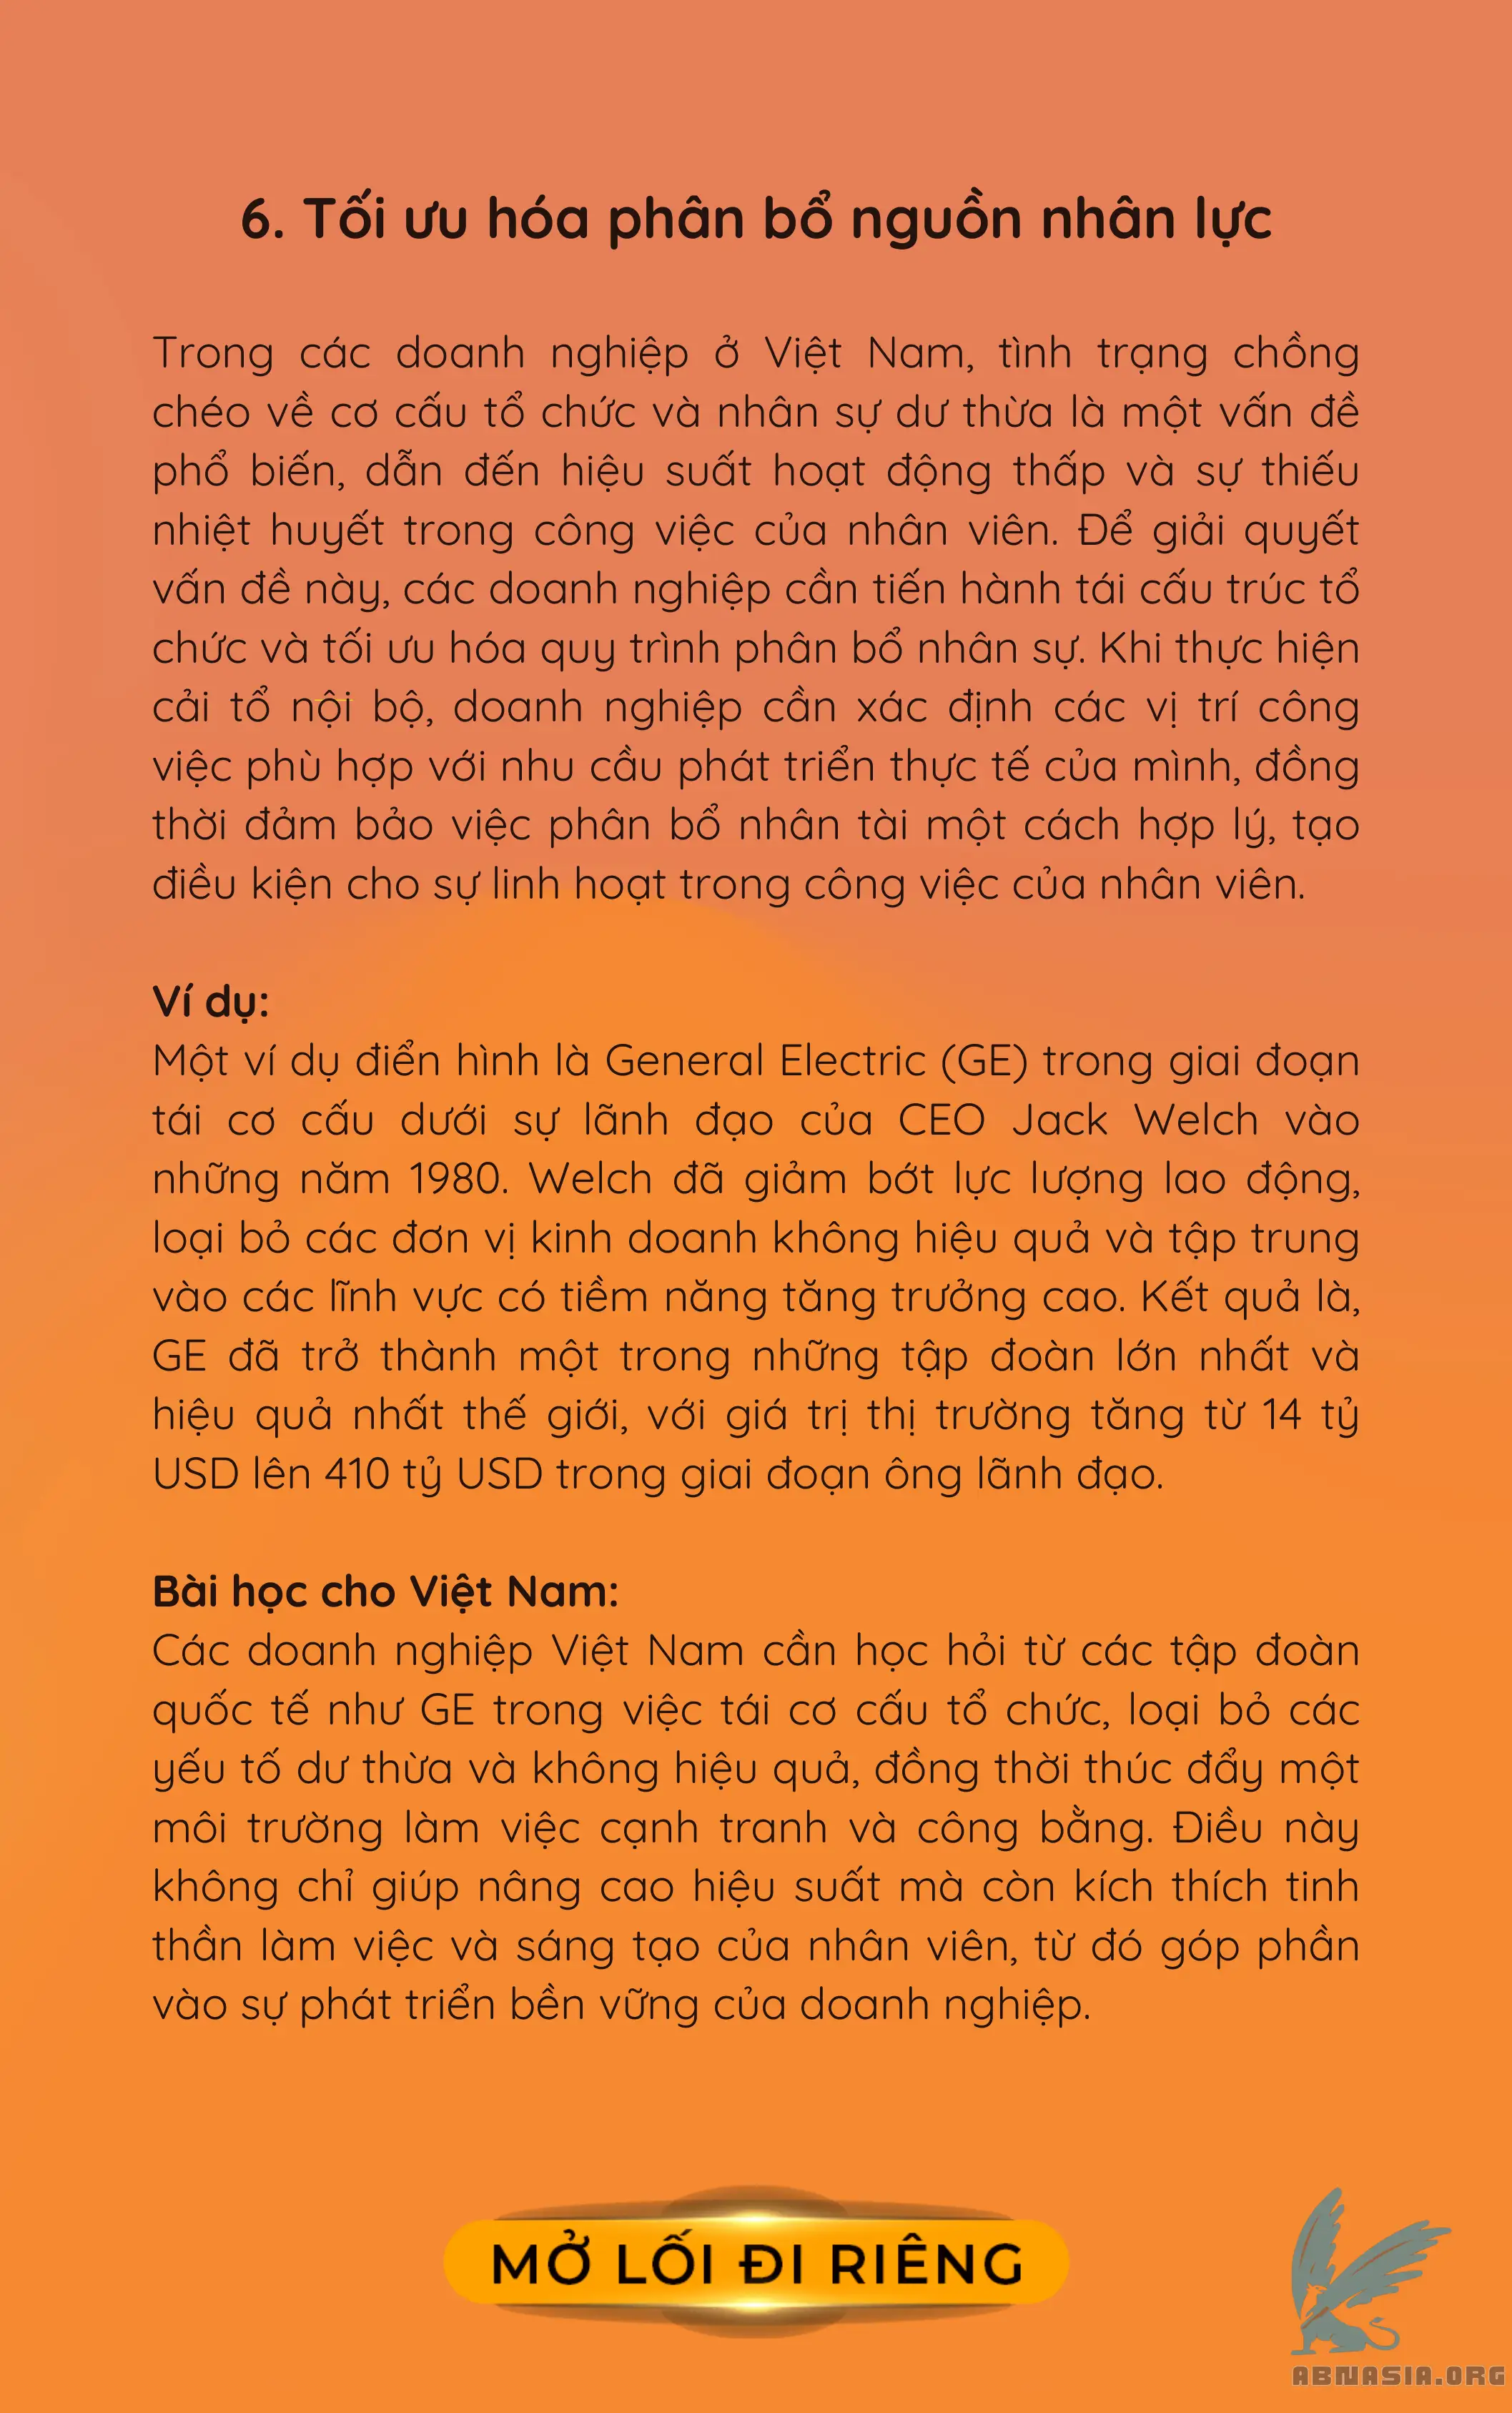 6. Tối ưu hóa phân bổ nguồn nhân lực
Trong các doanh nghiệp ở Việt Nam, tình trạng chồng
chéo về cơ cấu tổ chức và nhân sự dư thừa là một vấn đề
phổ biến, dẫn đến hiệu suất hoạt động thấp và sự thiếu
nhiệt huyết trong công việc của nhân viên. Để giải quyết
vấn đề này, các doanh nghiệp cần tiến hành tái cấu trúc tổ
chức và tối ưu hóa quy trình phân bổ nhân sự. Khi thực hiện
cải tổ nội bộ, doanh nghiệp cần xác định các vị trí công
việc phù hợp với nhu cầu phát triển thực tế của mình, đồng
thời đảm bảo việc phân bổ nhân tài một cách hợp lý, tạo
điều kiện cho sự linh hoạt trong công việc của nhân viên.
Ví dụ:
Một ví dụ điển hình là General Electric (GE) trong giai đoạn
tái cơ cấu dưới sự lãnh đạo của CEO Jack Welch vào
những năm 1980. Welch đã giảm bớt lực lượng lao động,
loại bỏ các đơn vị kinh doanh không hiệu quả và tập trung
vào các lĩnh vực có tiềm năng tăng trưởng cao. Kết quả là,
GE đã trở thành một trong những tập đoàn lớn nhất và
hiệu quả nhất thế giới, với giá trị thị trường tăng từ 14 tỷ
USD lên 410 tỷ USD trong giai đoạn ông lãnh đạo.
Bài học cho Việt Nam:
Các doanh nghiệp Việt Nam cần học hỏi từ các tập đoàn
quốc tế như GE trong việc tái cơ cấu tổ chức, loại bỏ các
yếu tố dư thừa và không hiệu quả, đồng thời thúc đẩy một
môi trường làm việc cạnh tranh và công bằng. Điều này
không chỉ giúp nâng cao hiệu suất mà còn kích thích tinh
thần làm việc và sáng tạo của nhân viên, từ đó góp phần
vào sự phát triển bền vững của doanh nghiệp.
MỞ LỐI ĐI RIÊNG
ABNASIA.ORG